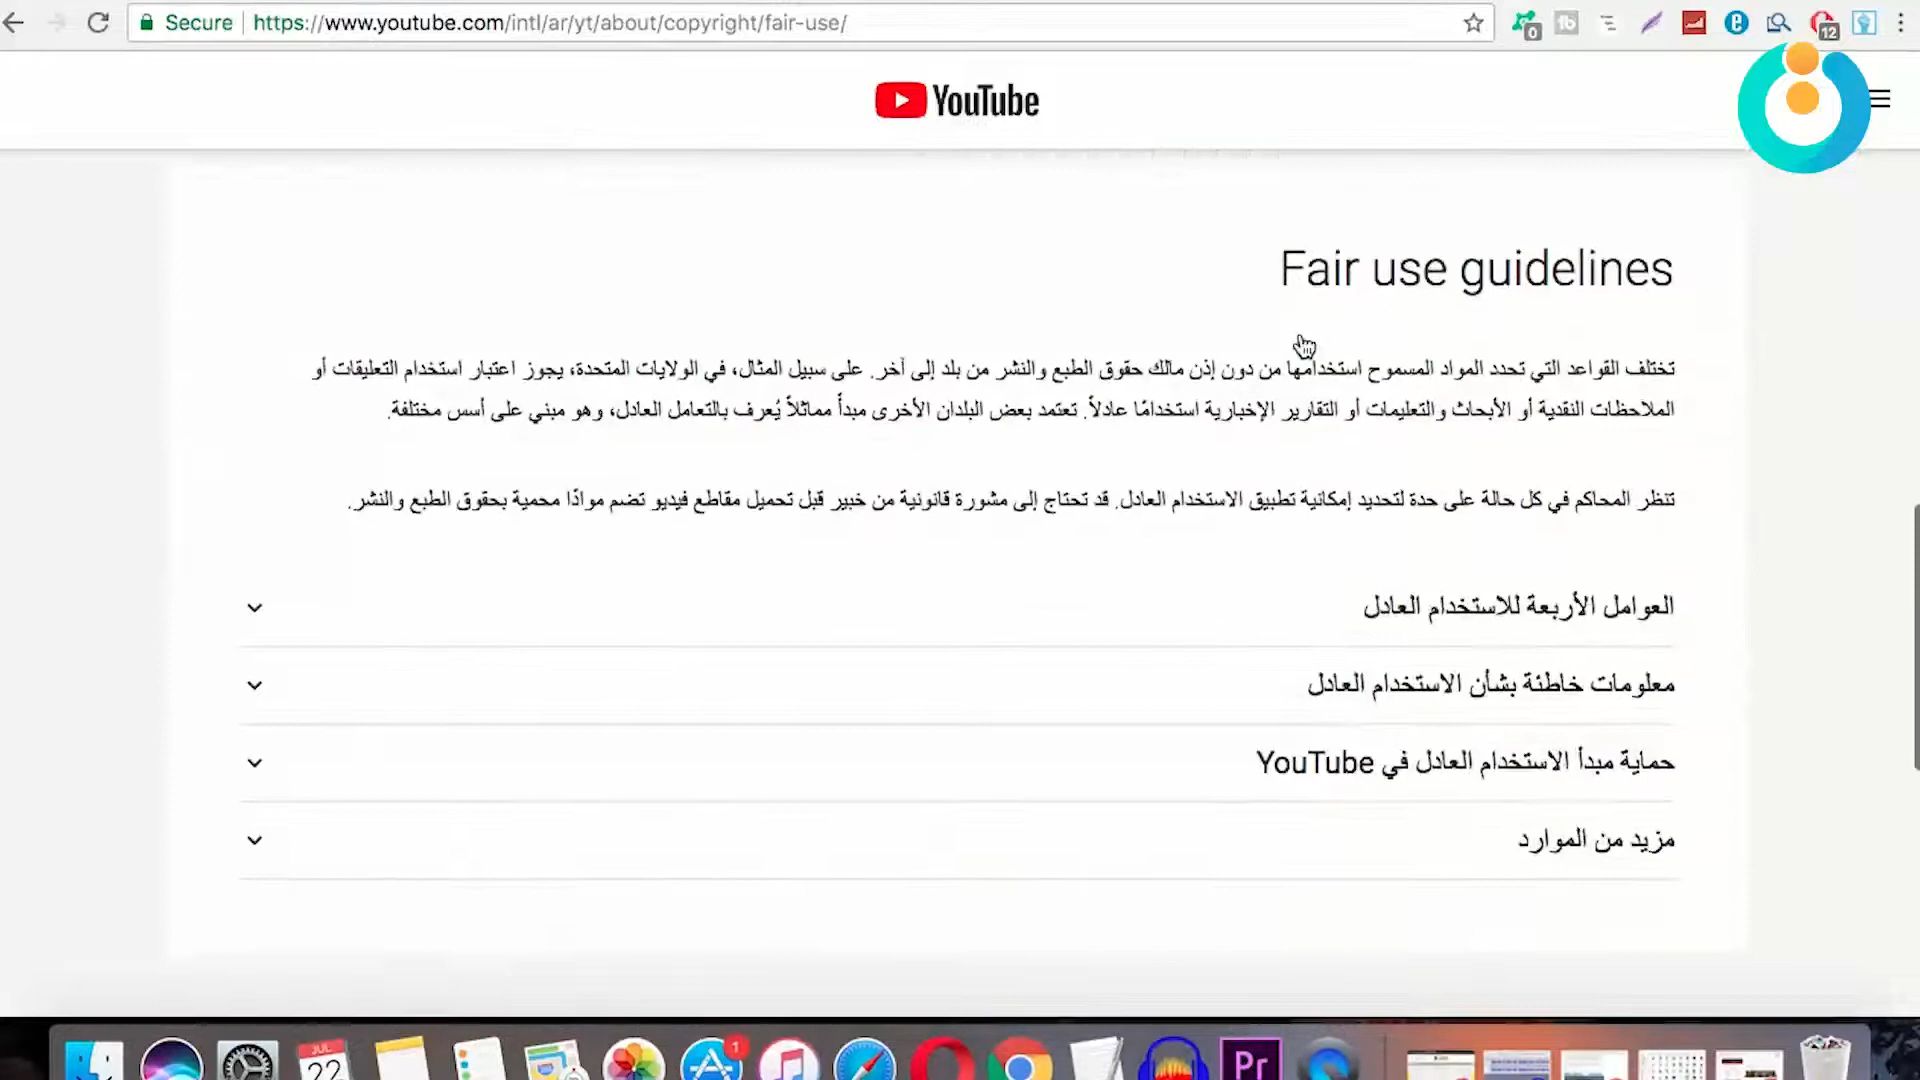 Secure
https://www.youtube.com/intl/ar/yt/about/copyright/fair-use/
0
12
YouTube
Fair use guidelines
تختلف القواعد التي تحدد المواد المسموح استخدامها من دون إذن مالك حقوق الطبع والنشر من بلد إلى آخر. على سبيل المثال، في الولايات المتحدة، يجوز اعتبار استخدام التعليقات أو
الملاحظات النقدية أو الأبحاث والتعليمات أو التقارير الإخبارية استخدامًا عادلاً. تعتمد بعض البلدان الأخرى مبدأً مماثلاً يُعرف بالتعامل العادل، وهو مبني على أسس مختلفة.
تنظر المحاكم في كل حالة على حدة لتحديد إمكانية تطبيق الاستخدام العادل. قد تحتاج إلى مشورة قانونية من خبير قبل تحميل مقاطع فيديو تضم موادًا محمية بحقوق الطبع والنشر.
العوامل الأربعة للاستخدام العادل
معلومات خاطئة بشأن الاستخدام العادل
حماية مبدأ الاستخدام العادل في YouTube
مزيد من الموارد
JUL
22
1
Pr